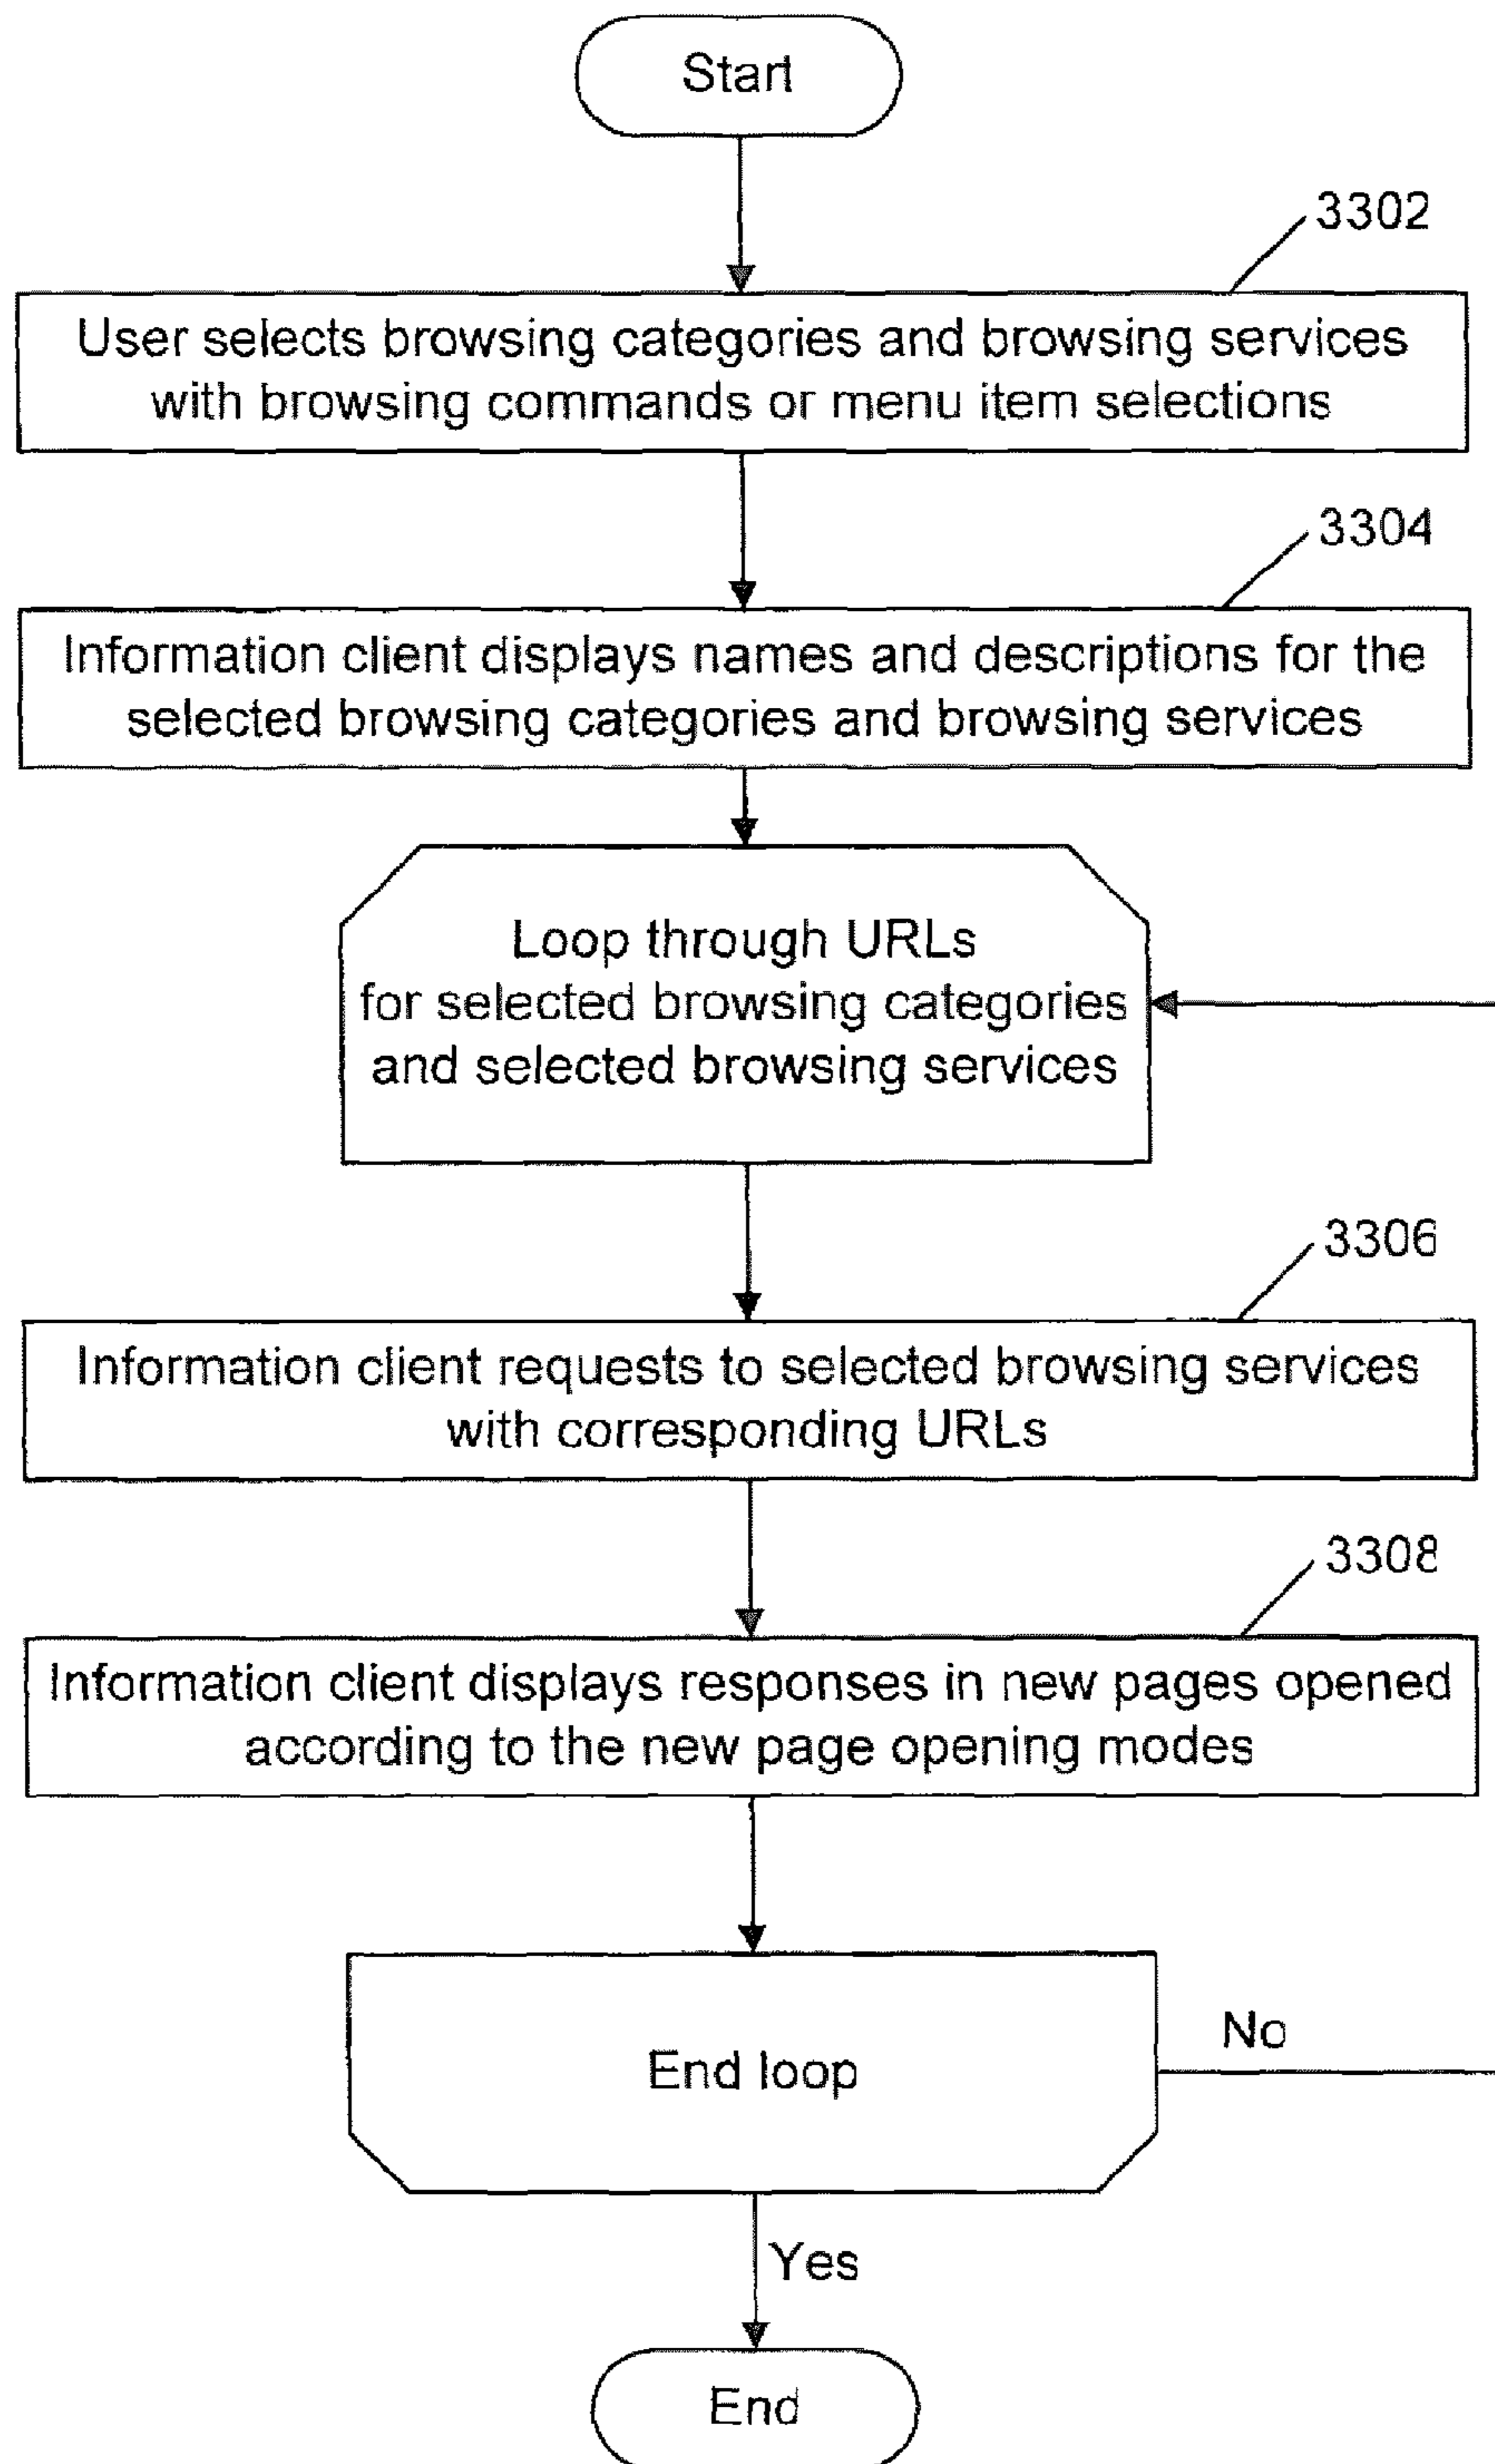 Start
3302
User selects browsing categories and browsing services
with browsing commands or menu item selections
3304
Information client displays names and descriptions for the
selected browsing categories and browsing services
Loop through URLs
for selected browsing categories
and selected browsing services
3306
Information client requests to selected browsing services
with corresponding URLs
3308
Information client displays responses in new pages opened
according to the new page opening modes
No
End loop
Yes
End